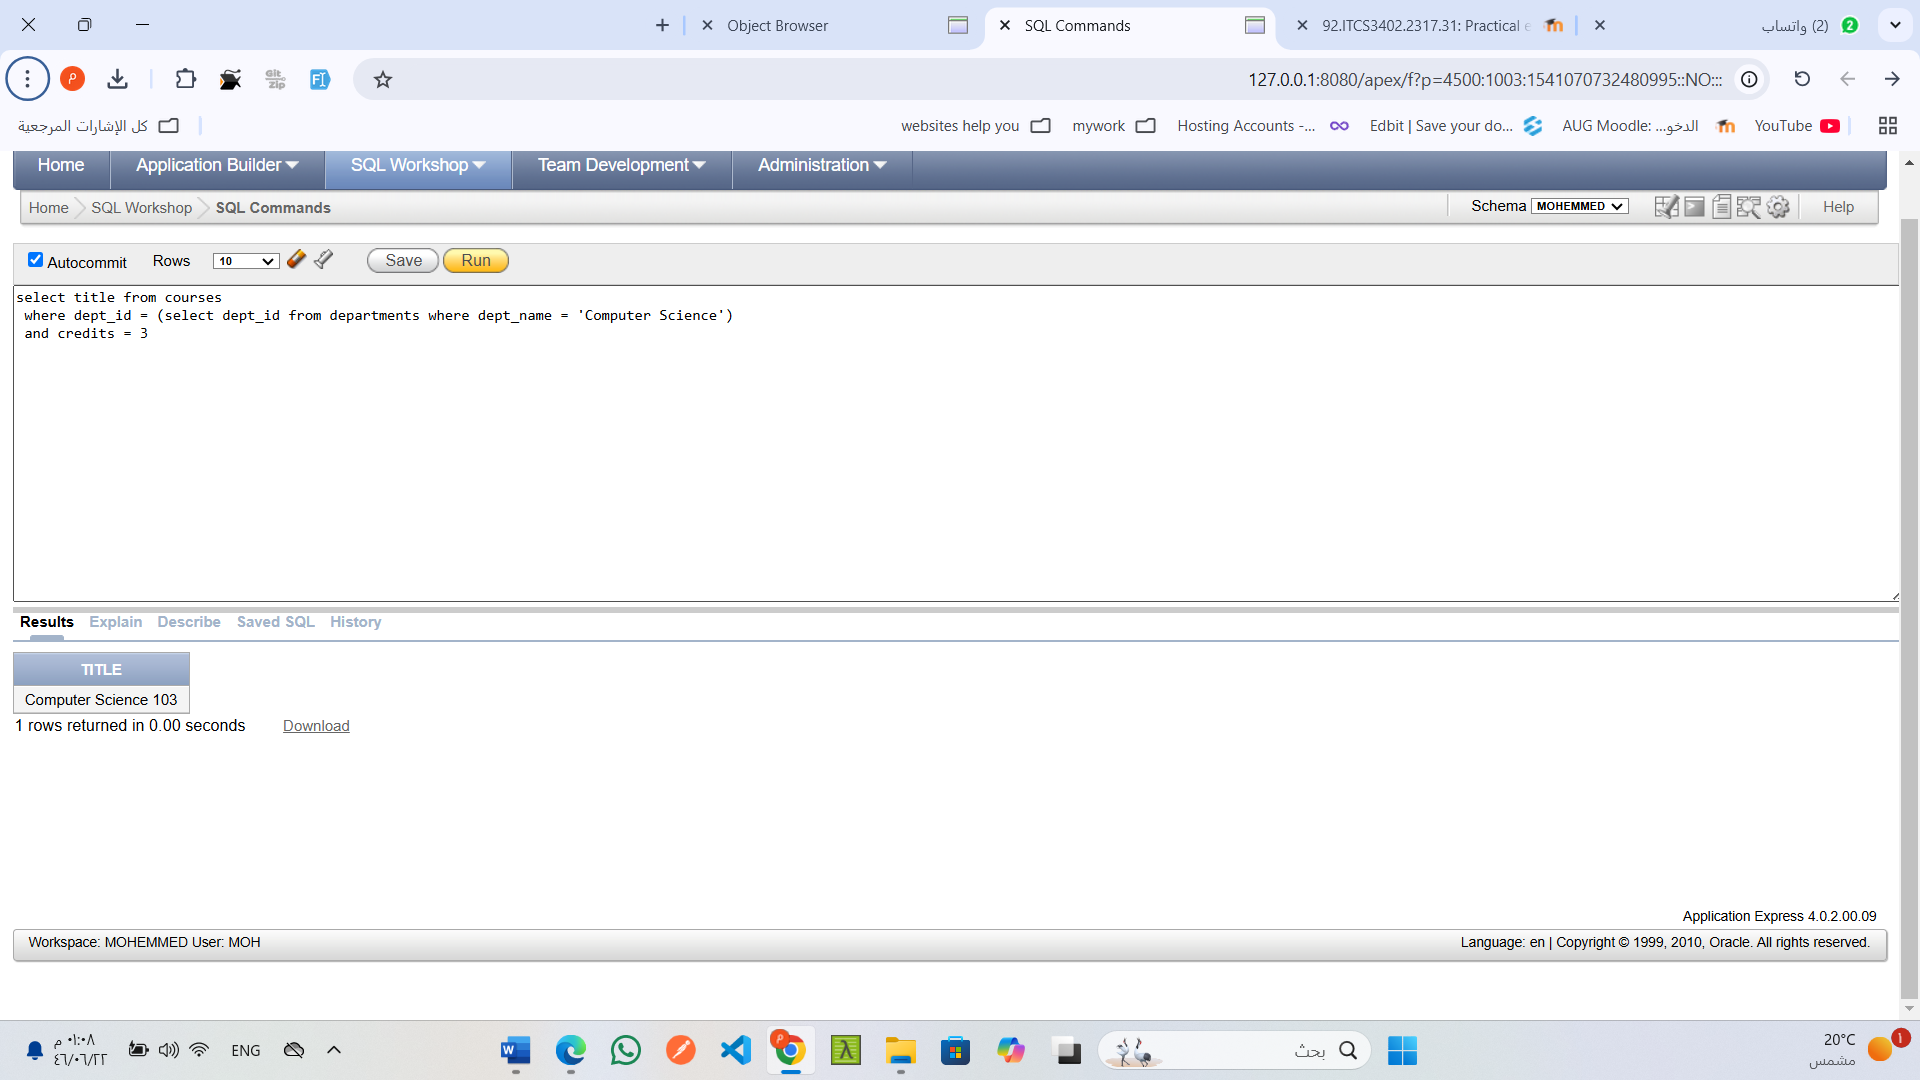 Object Browser
SQL Commands
92.ITCS3402.2317.31: Practical e
(2) واتساب
2
P
Git
Zip
127.0.0.1:8080/apex/f?p=4500:1003:1541070732480995::NO:::
كل الإشارات المرجعية
websites help you
mywork
Hosting Accounts -...
Edbit | Save your do...
AUG Moodle: الدخو...
YouTube
Home
Application Builder
SQL Workshop
Team Development
Administration
Home
SQL Workshop
SQL Commands
Schema
MOHEMMED
Help
Autocommit
Rows
10
Save
Run
select title from courses
where dept_id = (select dept_id from departments where dept_name = 'Computer Science')
and credits = 3
Results
Explain
Describe
Saved SQL
History
TITLE
Computer Science 103
1 rows returned in 0.00 seconds
Download
Application Express 4.0.2.00.09
Workspace: MOHEMMED User: MOH
Language: en | Copyright © 1999, 2010, Oracle. All rights reserved.
٠١:٠٨ م
٤٦/٠٦/٢٢
ENG
بحث
20°C
مشمس
١